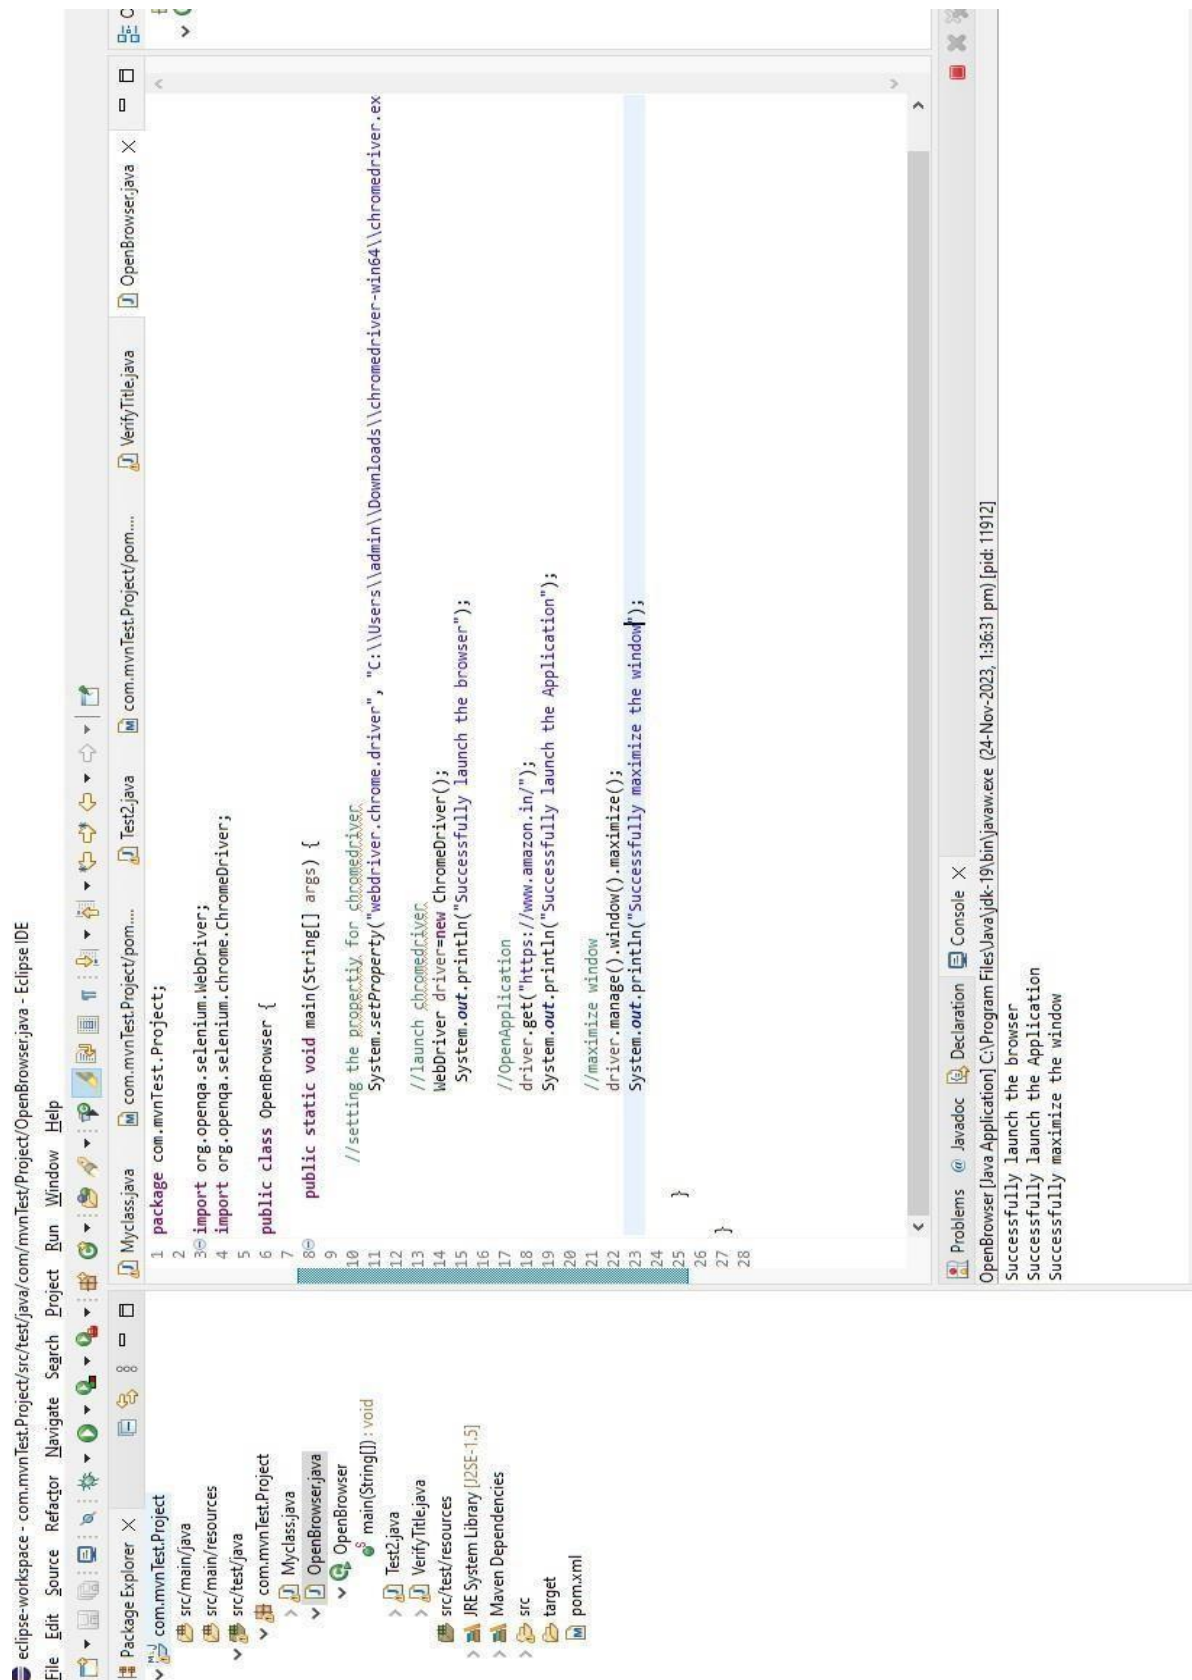 eclipse-workspace - com.mvnTest.Project/src/test/java/com/mvnTest/Project/OpenBrowser.java - Eclipse IDE
File Edit Source Refactor Navigate Search Project Run Window Help
Package Explorer
com.mvnTest.Project
src/main/java
src/main/resources
src/test/java
com.mvnTest.Project
Myclass.java
OpenBrowser.java
OpenBrowser
main(String[]) : void
Test2.java
VerifyTitle.java
src/test/resources
JRE System Library [J2SE-1.5]
Maven Dependencies
src
target
pom.xml
Myclass.java com.mvnTest.Project/pom.... Test2.java com.mvnTest.Project/pom.... VerifyTitle.java OpenBrowser.java
1 package com.mvnTest.Project;
2
3 import org.openqa.selenium.WebDriver;
4 import org.openqa.selenium.chrome.ChromeDriver;
5
6 public class OpenBrowser {
7
8 public static void main(String[] args) {
9
10 //setting the propertiy for chromedriver
11 System.setProperty("webdriver.chrome.driver", "C:\\Users\\admin\\Downloads\\chromedriver-win64\\chromedriver.ex
12
13 //launch chromedriver
14 WebDriver driver=new ChromeDriver();
15 System.out.println("Successfully launch the browser");
16
17 //OpenApplication
18 driver.get("https://www.amazon.in/");
19 System.out.println("Successfully launch the Application");
20
21 //maximize window
22 driver.manage().window().maximize();
23 System.out.println("Successfully maximize the window");
24
25 }
26
27 }
28
Problems Javadoc Declaration Console
OpenBrowser [Java Application] C:\Program Files\Java\jdk-19\bin\javaw.exe (24-Nov-2023, 1:36:31 pm) [pid: 11912]
Successfully launch the browser
Successfully launch the Application
Successfully maximize the window